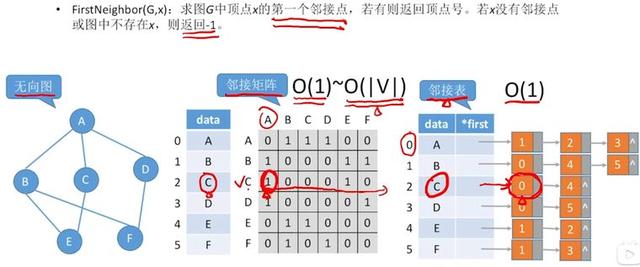 • FirstNeighbor(G,x)：求图G中顶点x的第一个邻接点，若有则返回顶点号。若x没有邻接点
或图中不存在x，则返回-1。
无向图
邻接矩阵 O(1)~O(|V|)
邻接表 O(1)
A
B C D
E F
data
0 A
1 B
2 C
3 D
4 E
5 F
A B C D E F
A 0 1 1 1 0 0
B 1 0 0 0 1 1
C 1 0 0 0 1 0
D 1 0 0 0 0 1
E 0 1 1 0 0 0
F 0 1 0 1 0 0
data *first
0 A 1 2 3 ^
1 B 0 4 5 ^
2 C 0 4 ^
3 D 0 5 ^
4 E 1 2 ^
5 F 1 3 ^